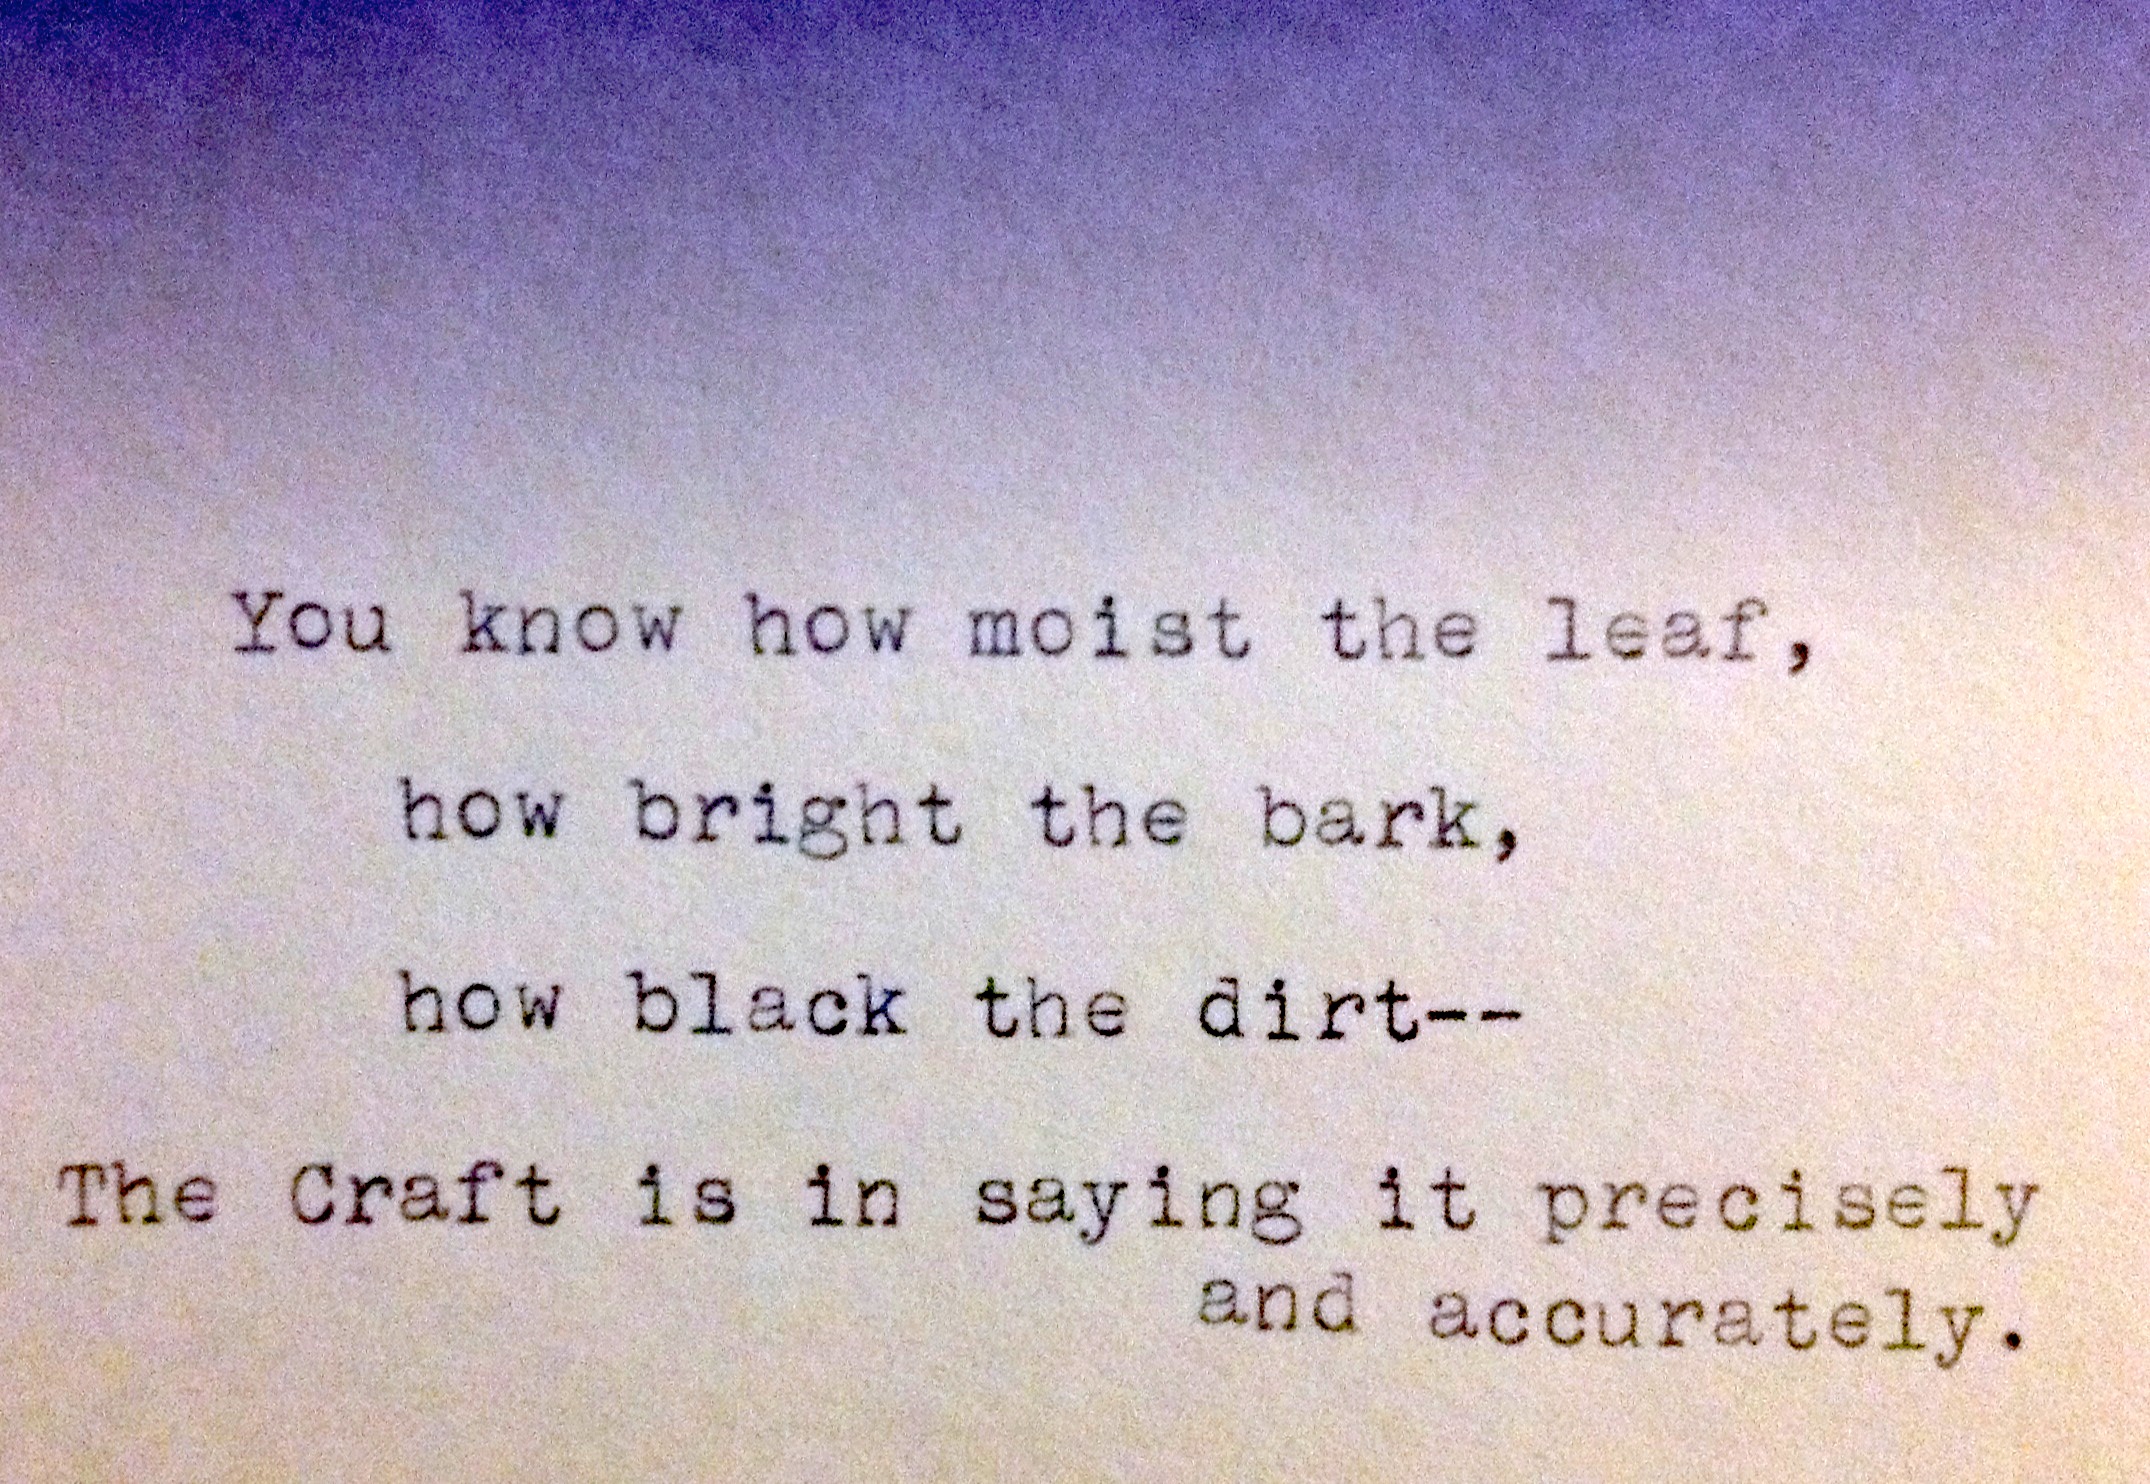 You know how moist the leaf,
how bright the bark,
how black the dirt--
The Craft is in saying it precisely
and accurately.